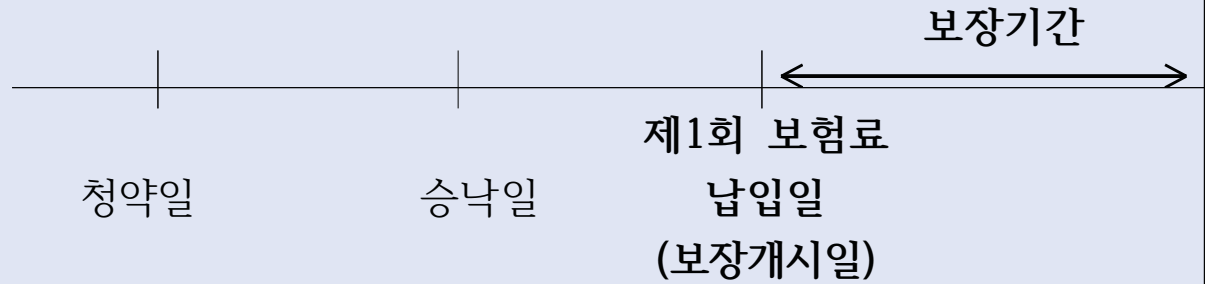 보장기간
청약일
승낙일
제1회 보험료
납입일
(보장개시일)